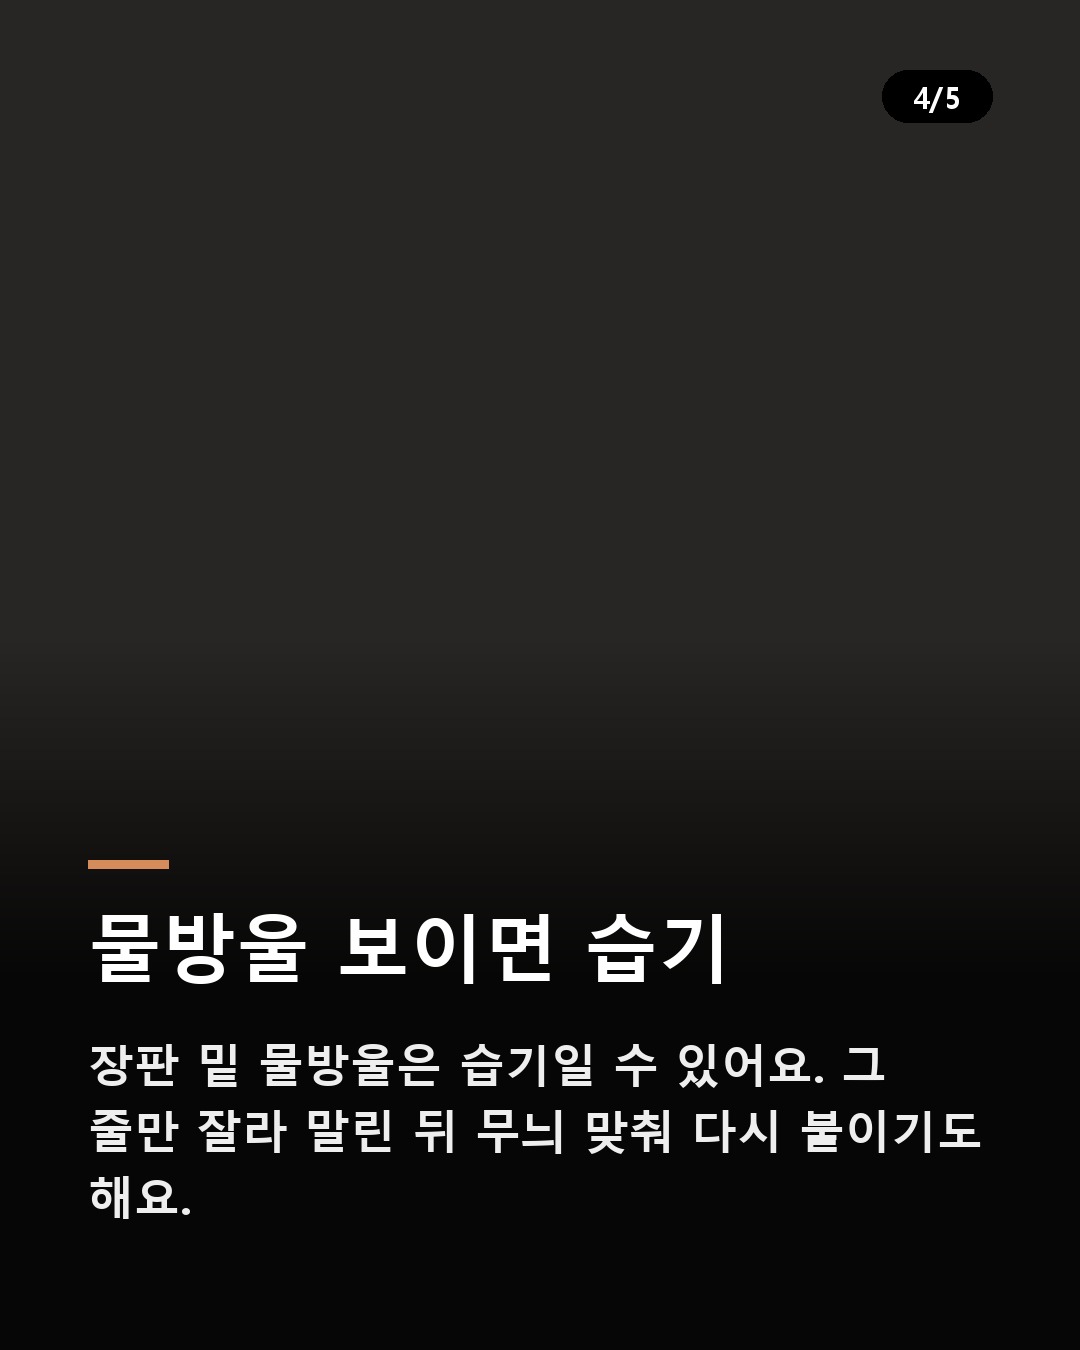 4/5
물방울 보이면 습기
장판 밑 물방울은 습기일 수 있어요. 그
줄만 잘라 말린 뒤 무늬 맞춰 다시 붙이기도
해요.